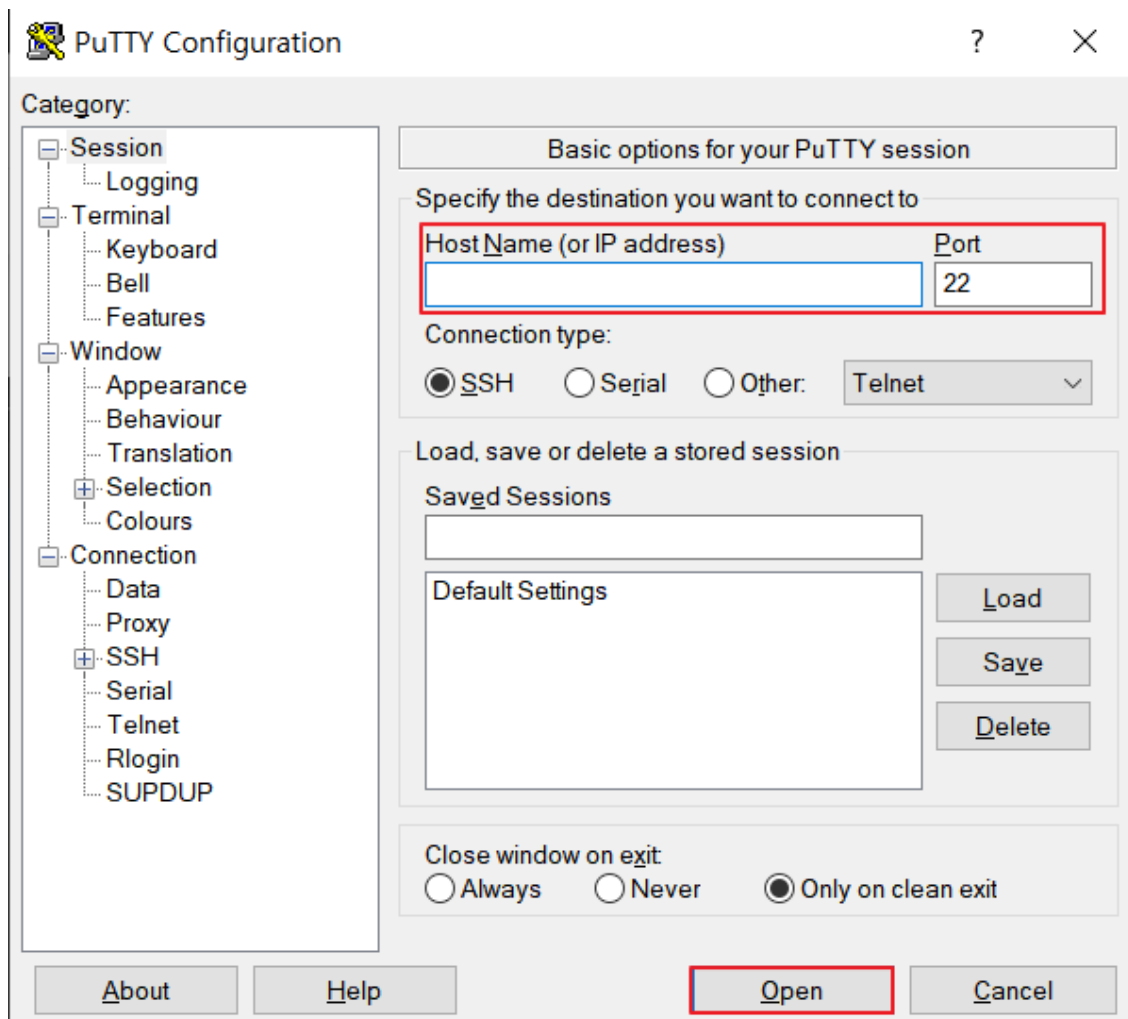 PuTTY Configuration
?
Category:
Session
Logging
Terminal
Keyboard
Bell
Features
Window
Appearance
Behaviour
Translation
Selection
Colours
Connection
Data
Proxy
SSH
Serial
Telnet
Rlogin
SUPDUP
Basic options for your PuTTY session
Specify the destination you want to connect to
Host Name (or IP address) Port
22
Connection type:
SSH Serial Other: Telnet
Load, save or delete a stored session
Saved Sessions
Default Settings
Load
Save
Delete
Close window on exit:
Always Never Only on clean exit
About Help Open Cancel